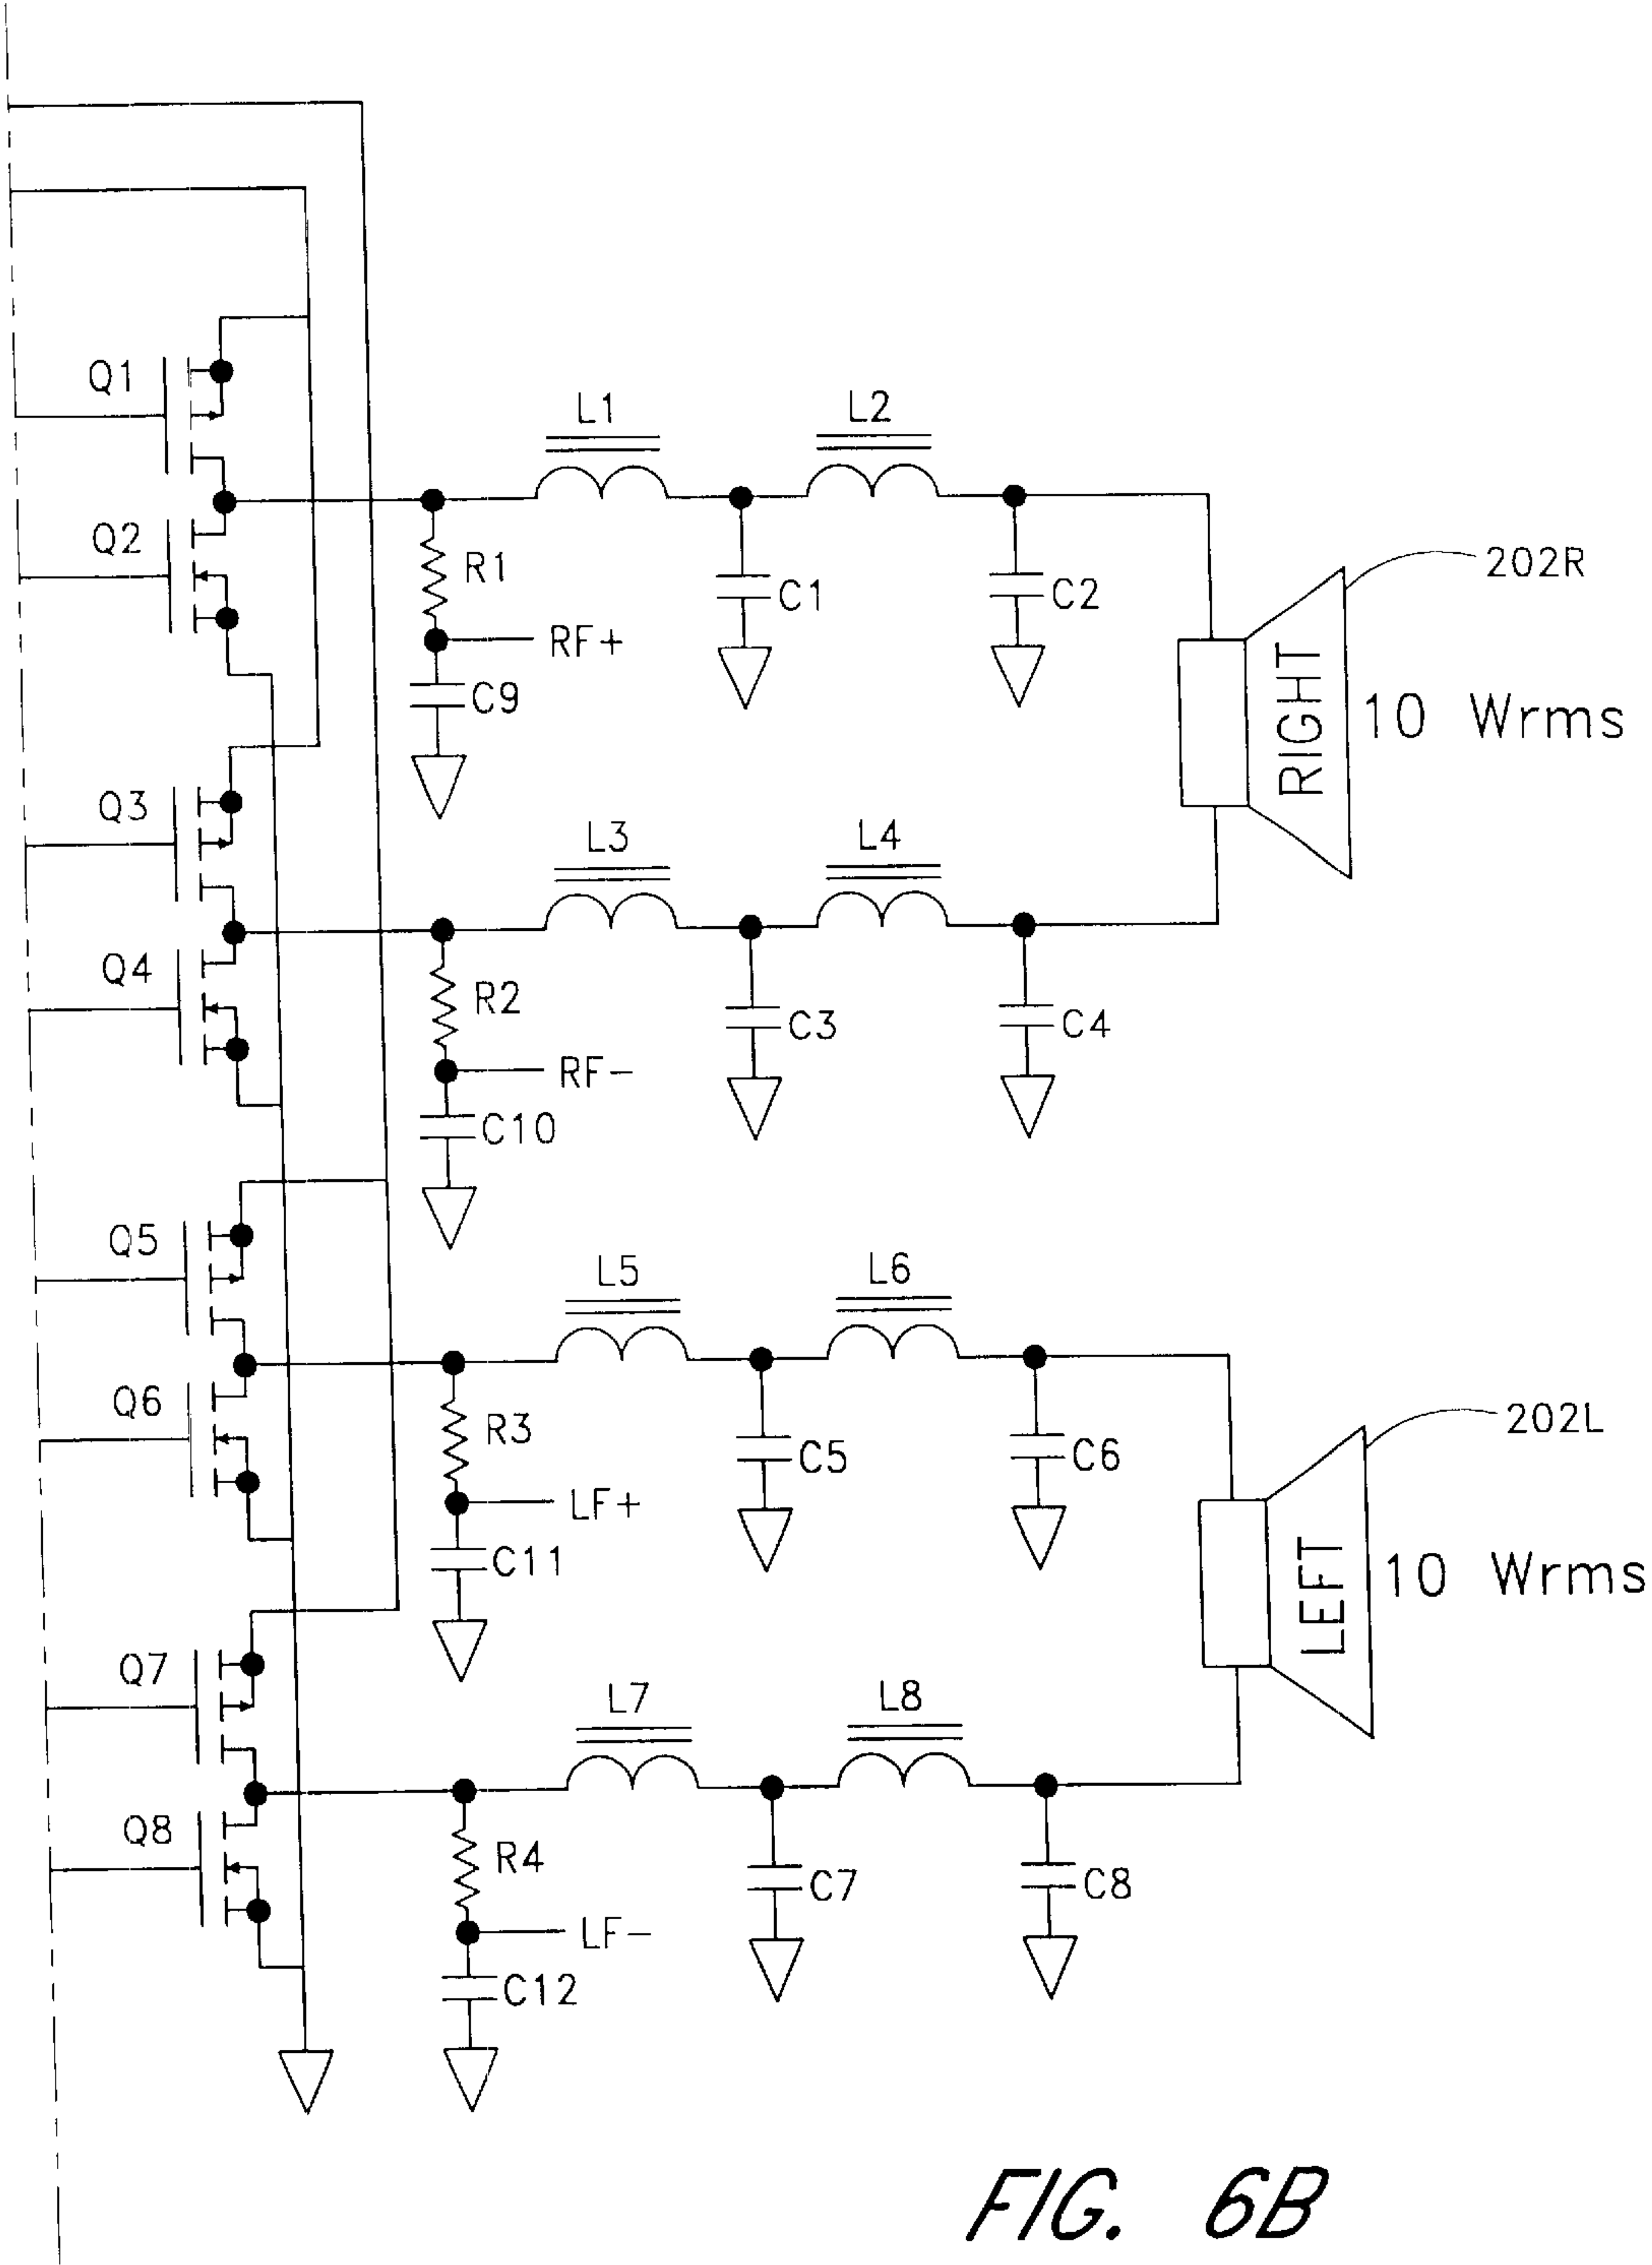 Q1
L1
L2
Q2
R1
C1
C2
202R
RF+
C9
RIGHT
10 Wrms
Q3
L3
L4
Q4
R2
C3
C4
RF-
C10
Q5
L5
L6
Q6
R3
C5
C6
202L
LF+
C11
LEFT
10 Wrms
Q7
L7
L8
Q8
R4
C7
C8
LF-
C12
FIG. 6B